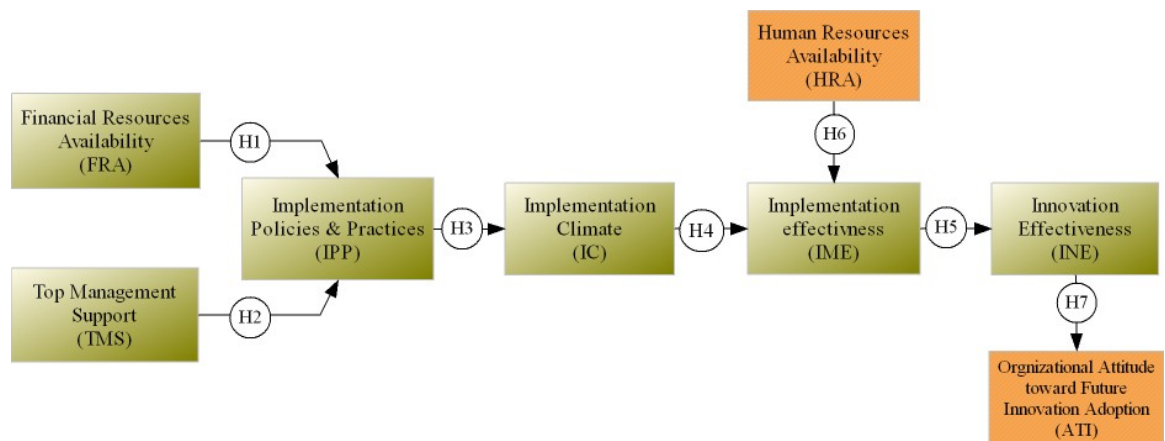 Human Resources
Availability
(HRA)
Financial Resources
Availability
(FRA)
H1
H6
Implementation
Policies & Practices
(IPP)
H3
Implementation
Climate
(IC)
H4
Implementation
effectivness
(IME)
H5
Innovation
Effectiveness
(INE)
Top Management
Support
(TMS)
H2
H7
Orgnizational Attitude
toward Future
Innovation Adoption
(ATI)